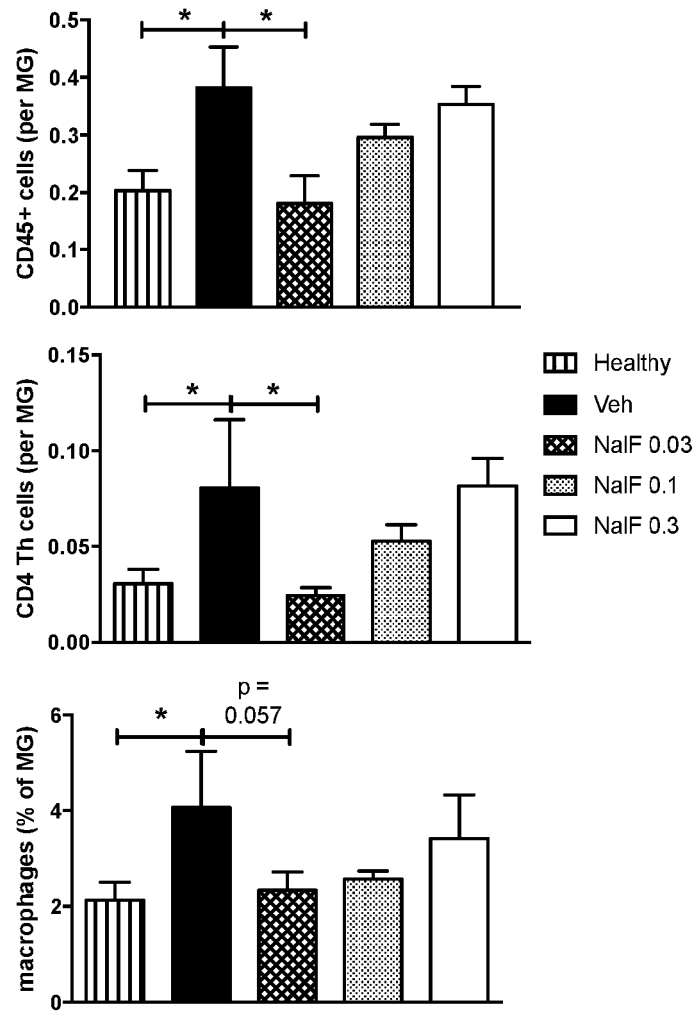 * *
0.5
0.4
0.3
0.2
0.1
0.0
CD45+ cells (per MG)
* *
0.15
0.10
0.05
0.00
CD4 Th cells (per MG)
Healthy
Veh
NalF 0.03
NalF 0.1
NalF 0.3
p =
* 0.057
6
4
2
0
macrophages (% of MG)